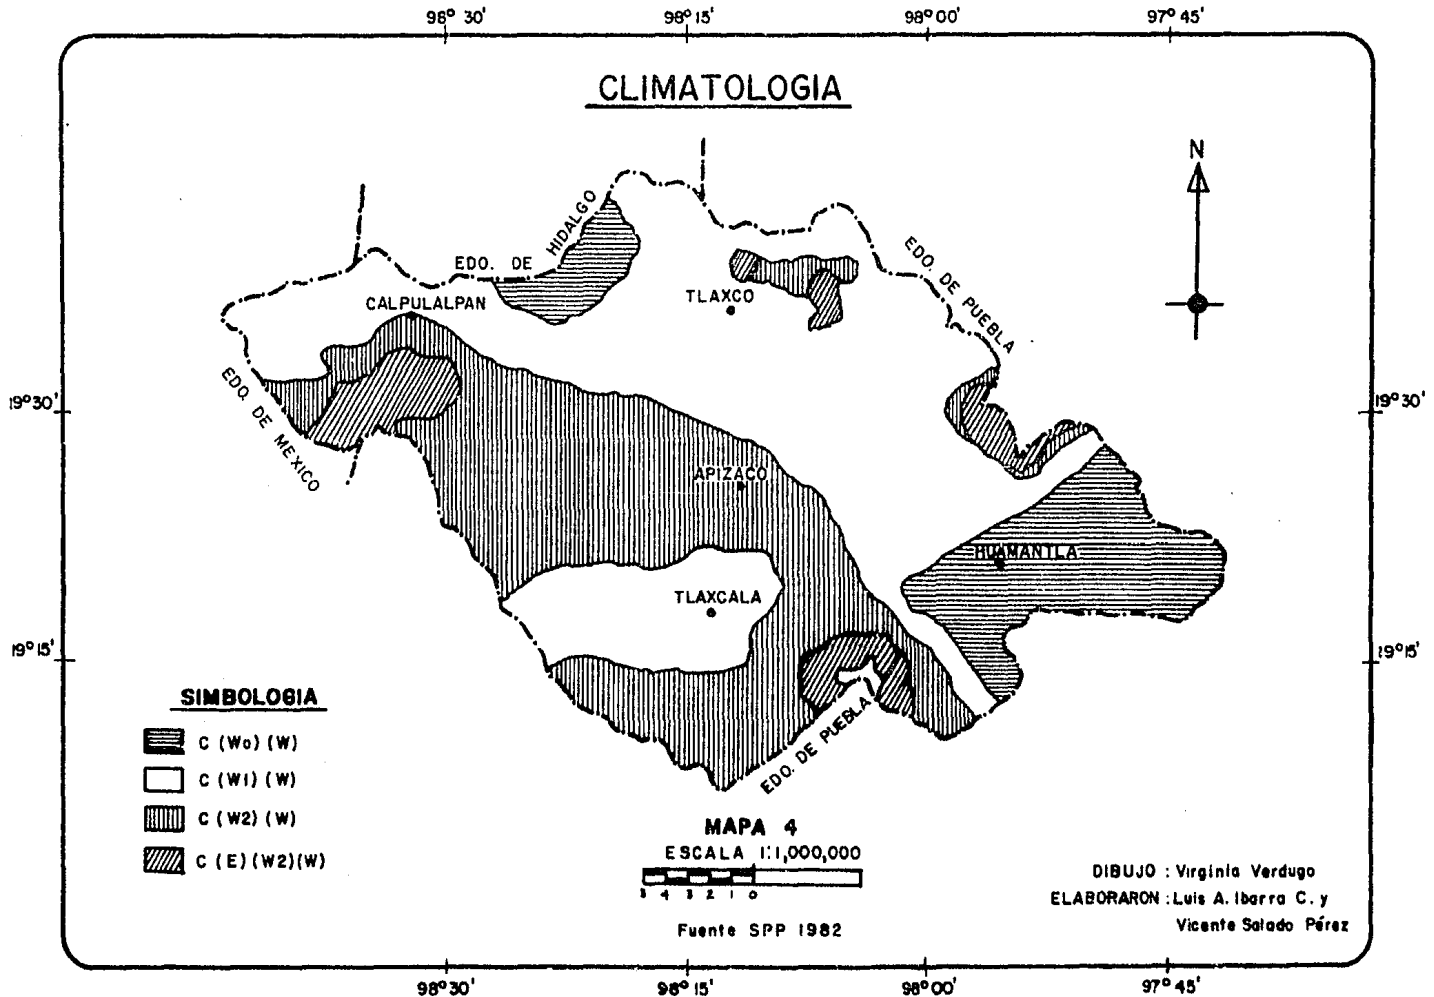 98° 30'
98° 15'
98° 00'
97° 45'
CLIMATOLOGIA
N
EDO. DE HIDALGO
EDO. DE PUEBLA
CALPULALPAN
TLAXCO
EDO. DE MEXICO
19° 30'
19° 30'
APIZACO
HUAMANTLA
TLAXCALA
19° 15'
19° 15'
EDO. DE PUEBLA
SIMBOLOGIA
C (Wo) (W)
C (W1) (W)
C (W2) (W)
C (E) (W2) (W)
MAPA 4
ESCALA 1:1,000,000
5 4 3 2 1 0
Fuente SPP 1982
DIBUJO : Virginia Verdugo
ELABORARON : Luis A. Ibarra C. y
Vicente Salado Pérez
98° 30'
98° 15'
98° 00'
97° 45'